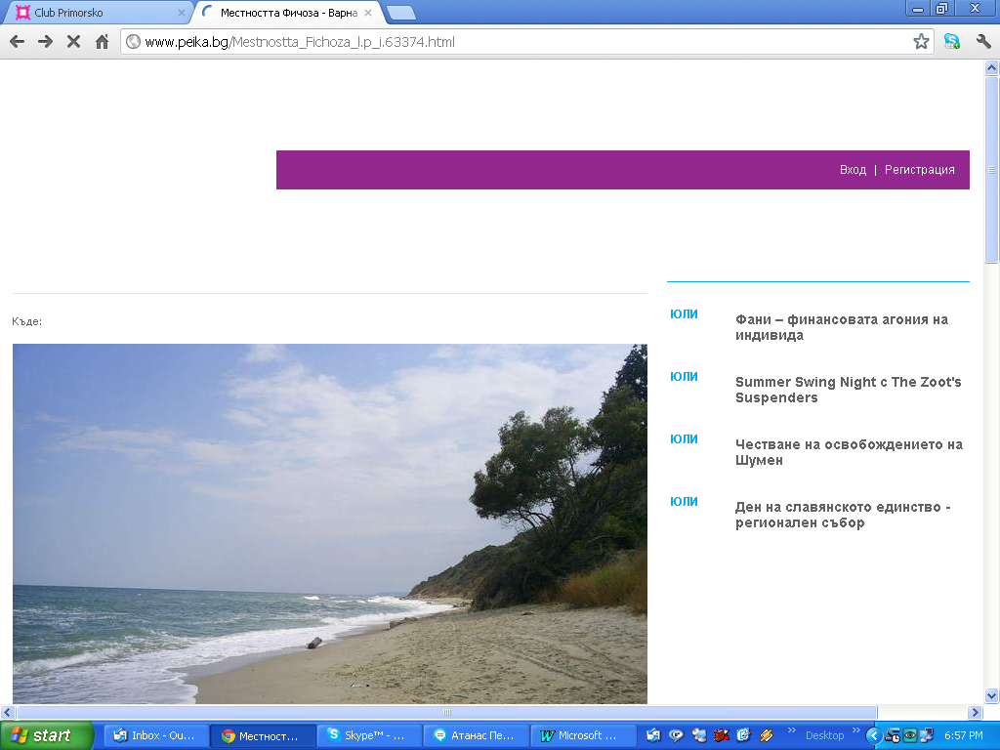 Club Primorsko
Местността Фичоза - Варна
www.peika.bg/Mestnostta_Fichoza_l.p_i.63374.html
Вход | Регистрация
Къде:
ЮЛИ
Фани – финансовата агония на
индивида
ЮЛИ
Summer Swing Night с The Zoot's
Suspenders
ЮЛИ
Честване на освобождението на
Шумен
ЮЛИ
Ден на славянското единство -
регионален събор
start
Inbox - Ou...
Местност...
Skype™ - ...
Атанас Пе...
Microsoft ...
Desktop
6:57 PM